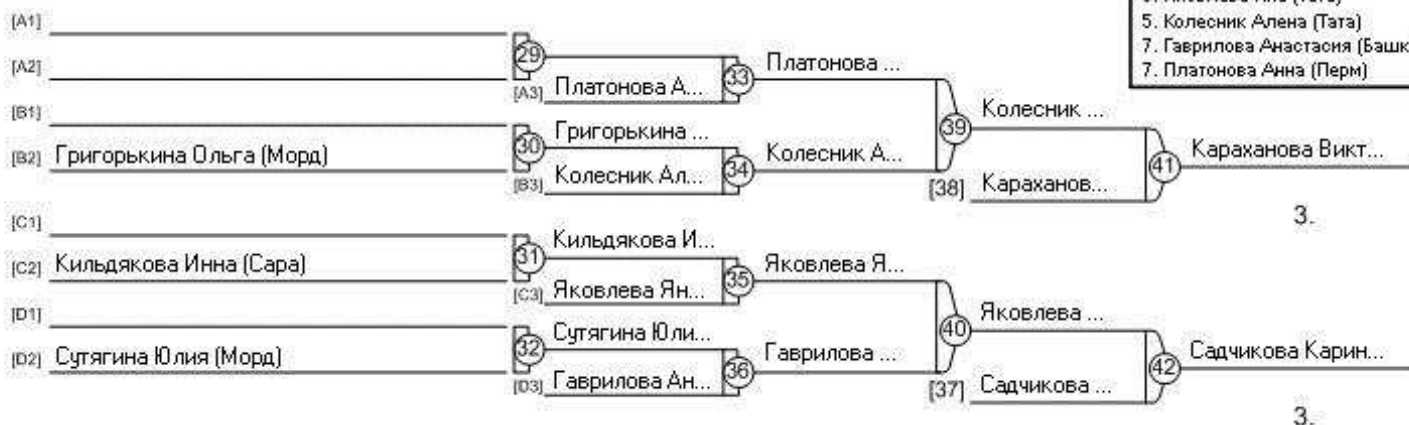 5. Колесник Алена (Тата)
7. Гаврилова Анастасия (Башк
7. Платонова Анна (Перм)
[A1]
[A2]
29
[A3] Платонова А...
33
Платонова ...
[B1]
[B2] Григорькина Ольга (Морд)
30
Григорькина ...
[B3] Колесник Ал...
34
Колесник А...
39
Колесник ...
[38] Караханов...
41
Караханова Викт...
3.
[C1]
[C2] Кильдякова Инна (Сара)
31
Кильдякова И...
[C3] Яковлева Ян...
35
Яковлева Я...
[D1]
[D2] Сутягина Юлия (Морд)
32
Сутягина Юли...
[D3] Гаврилова Ан...
36
Гаврилова ...
40
Яковлева ...
[37] Садчикова ...
42
Садчикова Карин...
3.